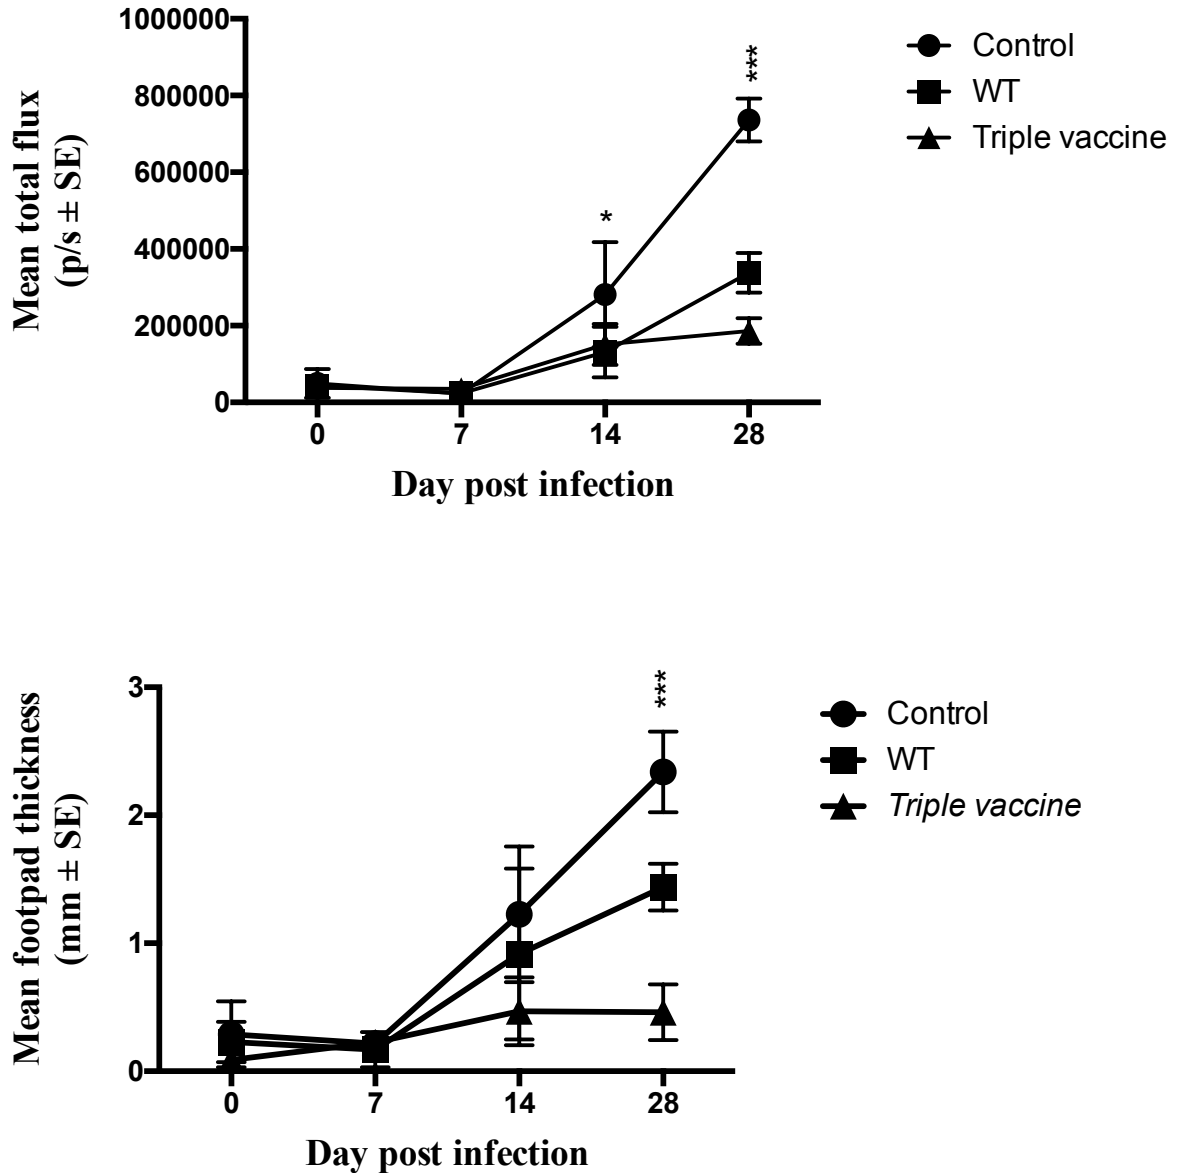 1000000
800000
600000
400000
200000
0
Mean total flux
(p/s ± SE)
*
***
0 7 14 28
Day post infection
Control
WT
Triple vaccine
3
2
1
0
Mean footpad thickness
(mm ± SE)
***
0 7 14 28
Day post infection
Control
WT
Triple vaccine